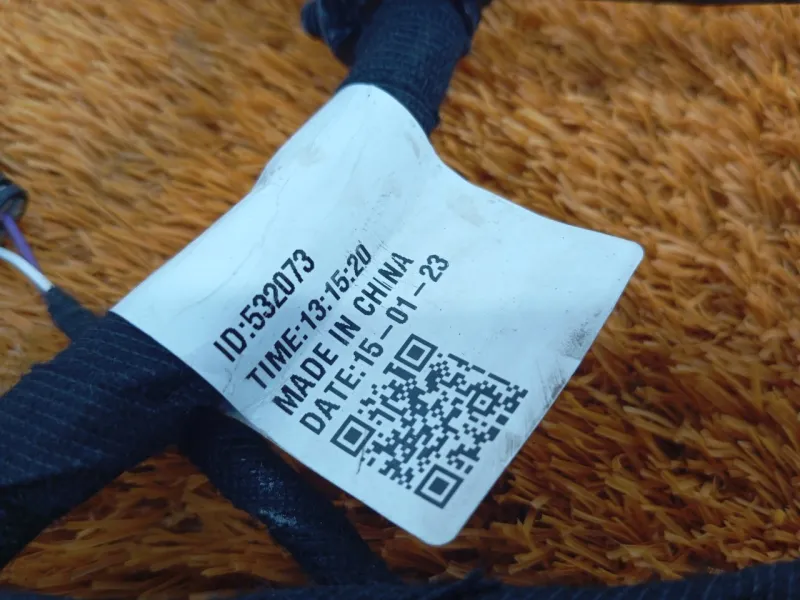 ID:532073
TIME:13:15:20
MADE IN CHINA
DATE:15-01-23